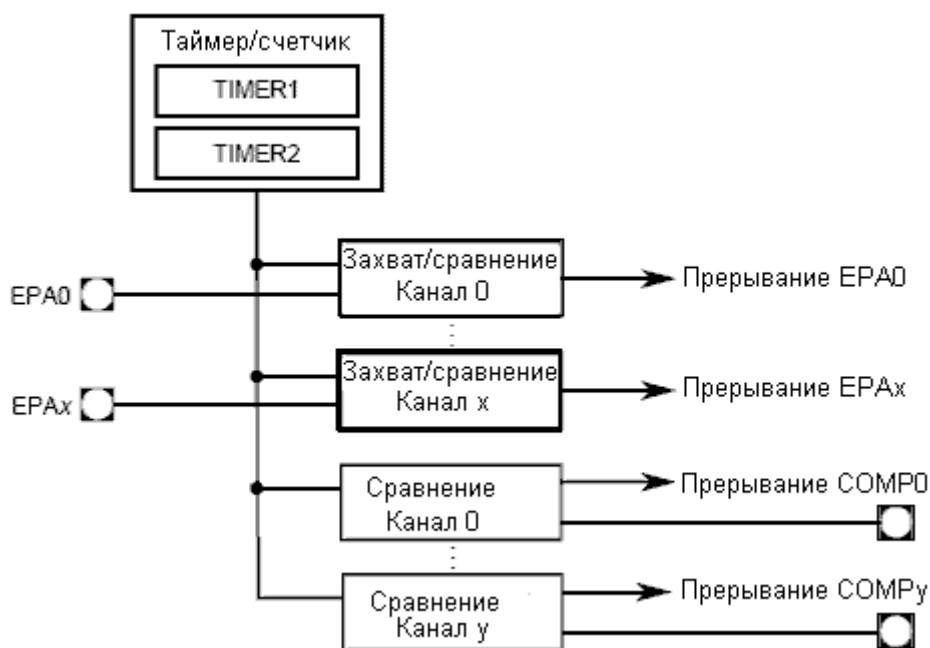 Таймер/счетчик
TIMER1
TIMER2
Захват/сравнение
Канал 0
Прерывание EPA0
EPA0
Захват/сравнение
Канал x
Прерывание EPAx
EPAx
Сравнение
Канал 0
Прерывание COMP0
Сравнение
Канал y
Прерывание COMPy